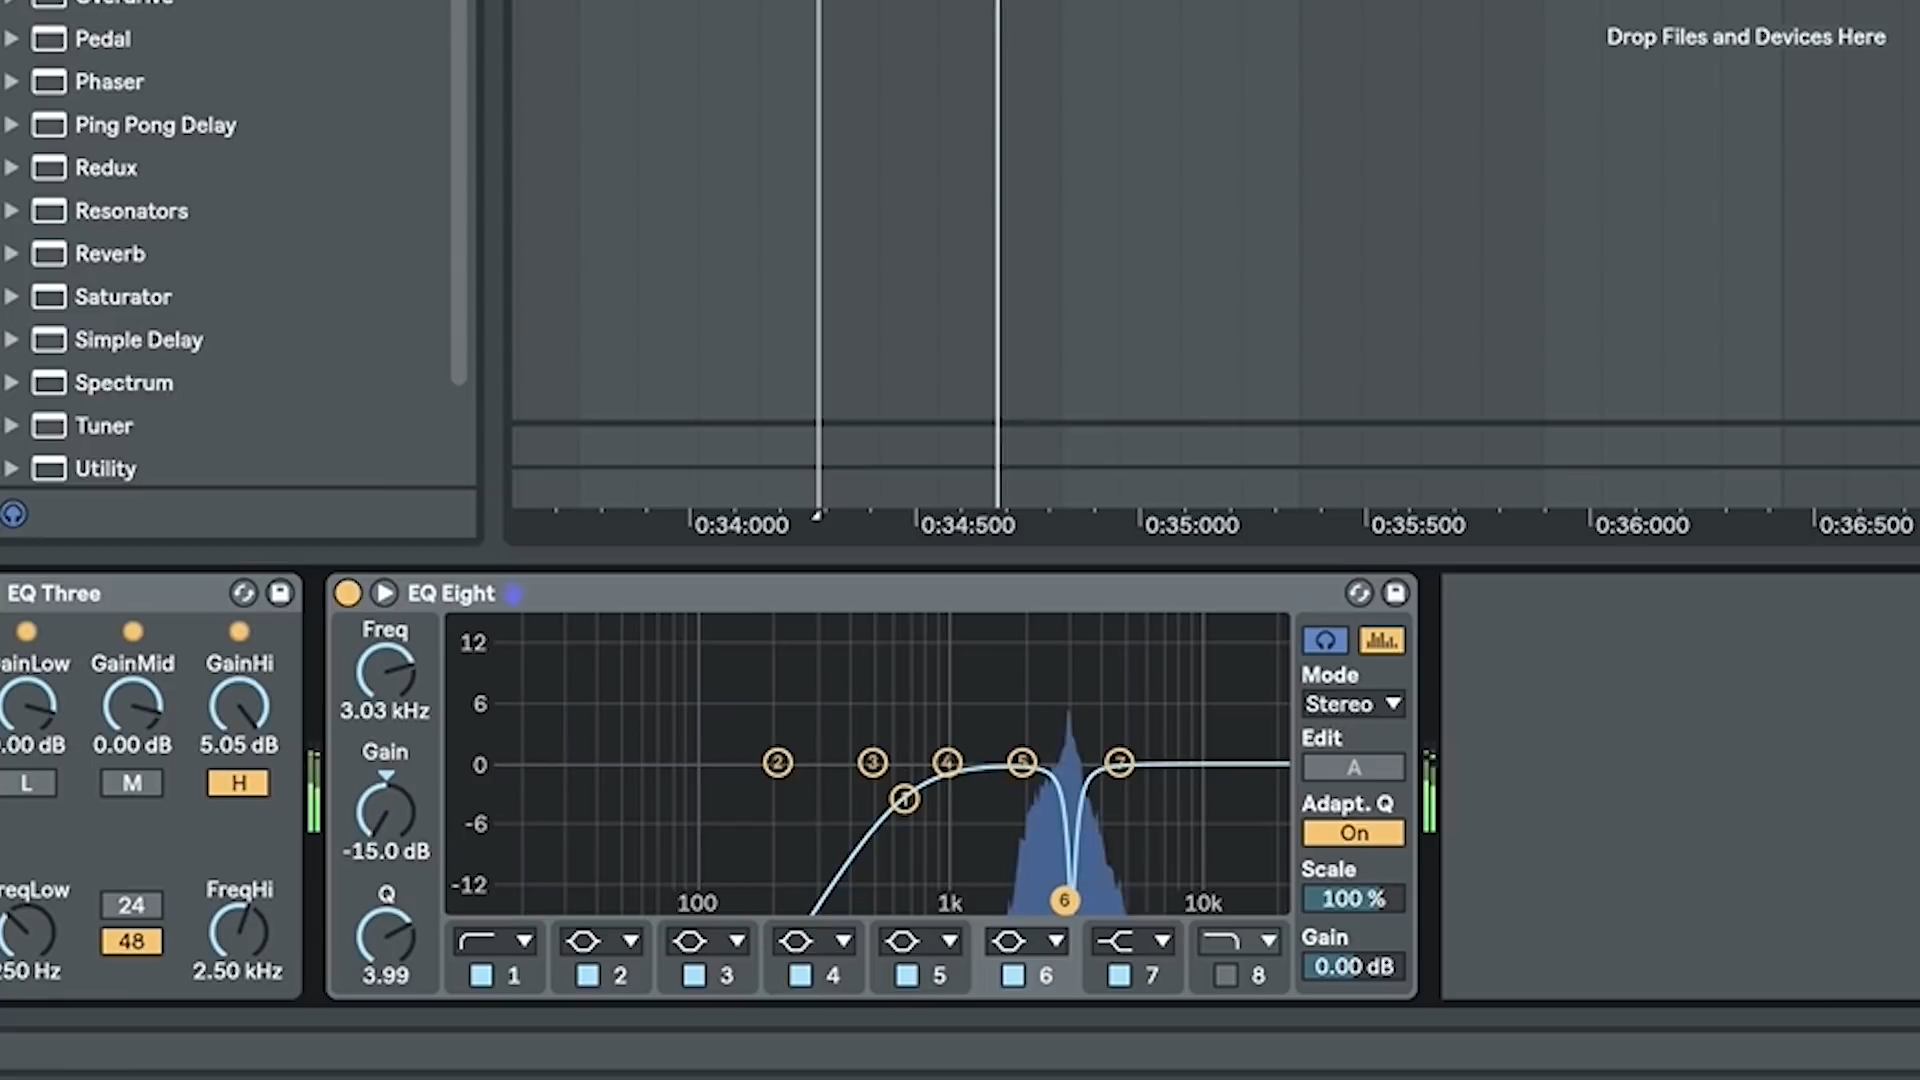 Overdrive
Pedal
Phaser
Ping Pong Delay
Redux
Resonators
Reverb
Saturator
Simple Delay
Spectrum
Tuner
Utility
Drop Files and Devices Here
0:34:000 0:34:500 0:35:000 0:35:500 0:36:000 0:36:500
EQ Three
ainLow GainMid GainHi
.00 dB 0.00 dB 5.05 dB
L M H
reqLow 24 FreqHi
48
250 Hz 2.50 kHz
EQ Eight
Freq
3.03 kHz
Gain
-15.0 dB
Q
3.99
12
6
0
-6
-12
2 3 4 5 7
1
6
100 1k 10k
1 2 3 4 5 6 7 8
Mode
Stereo
Edit
A
Adapt. Q
On
Scale
100 %
Gain
0.00 dB